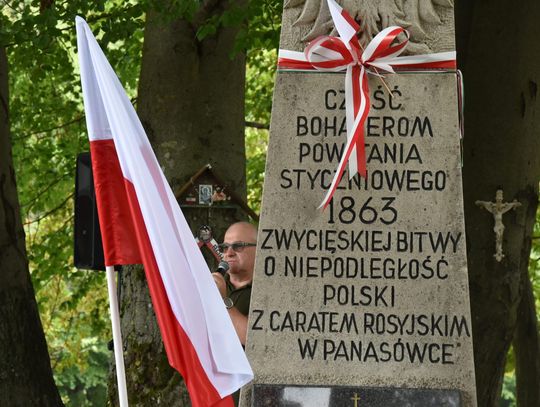 CZEŚĆ
BOHATEROM
POWSTANIA
STYCZNIOWEGO
1863
ZWYCIĘSKIEJ BITWY
O NIEPODLEGŁOŚĆ
POLSKI
Z CARATEM ROSYJSKIM
W PANASÓWCE